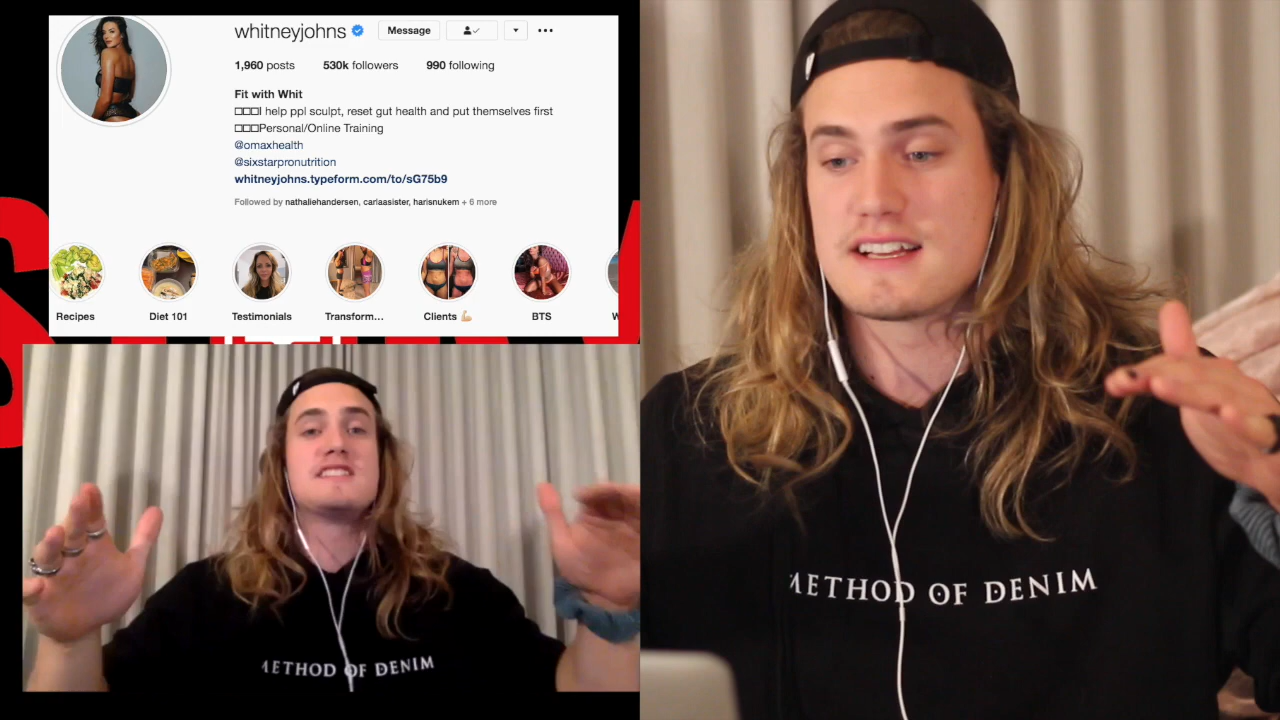 whitneyjohns
Message
1,960 posts 530k followers 990 following
Fit with Whit
I help ppl sculpt, reset gut health and put themselves first
Personal/Online Training
@omaxhealth
@sixstarpronutrition
whitneyjohns.typeform.com/to/sG75b9
Followed by nathaliehandersen, carlaasister, harisnukem + 6 more
Recipes Diet 101 Testimonials Transform... Clients 💪🏼 BTS
METHOD OF DENIM
METHOD OF DENIM